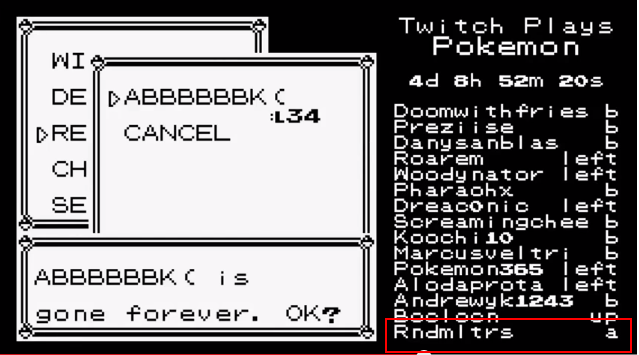 WI
DE
RE
CH
SE
▷ABBBBBBK (
:L34
CANCEL
ABBBBBBK ( is
gone forever. OK?
Twitch Plays
Pokemon
4d 8h 52m 20s
Doomwithfries b
Preziise b
Danysanblas b
Roarem left
Woodynator left
Pharaohx b
Dreac0nic left
Screamingchee b
Koochi10 b
Marcusveltri b
Pokemon365 left
Alodaprota left
Andrewyk1243 b
Booloon up
Rndmltrs a